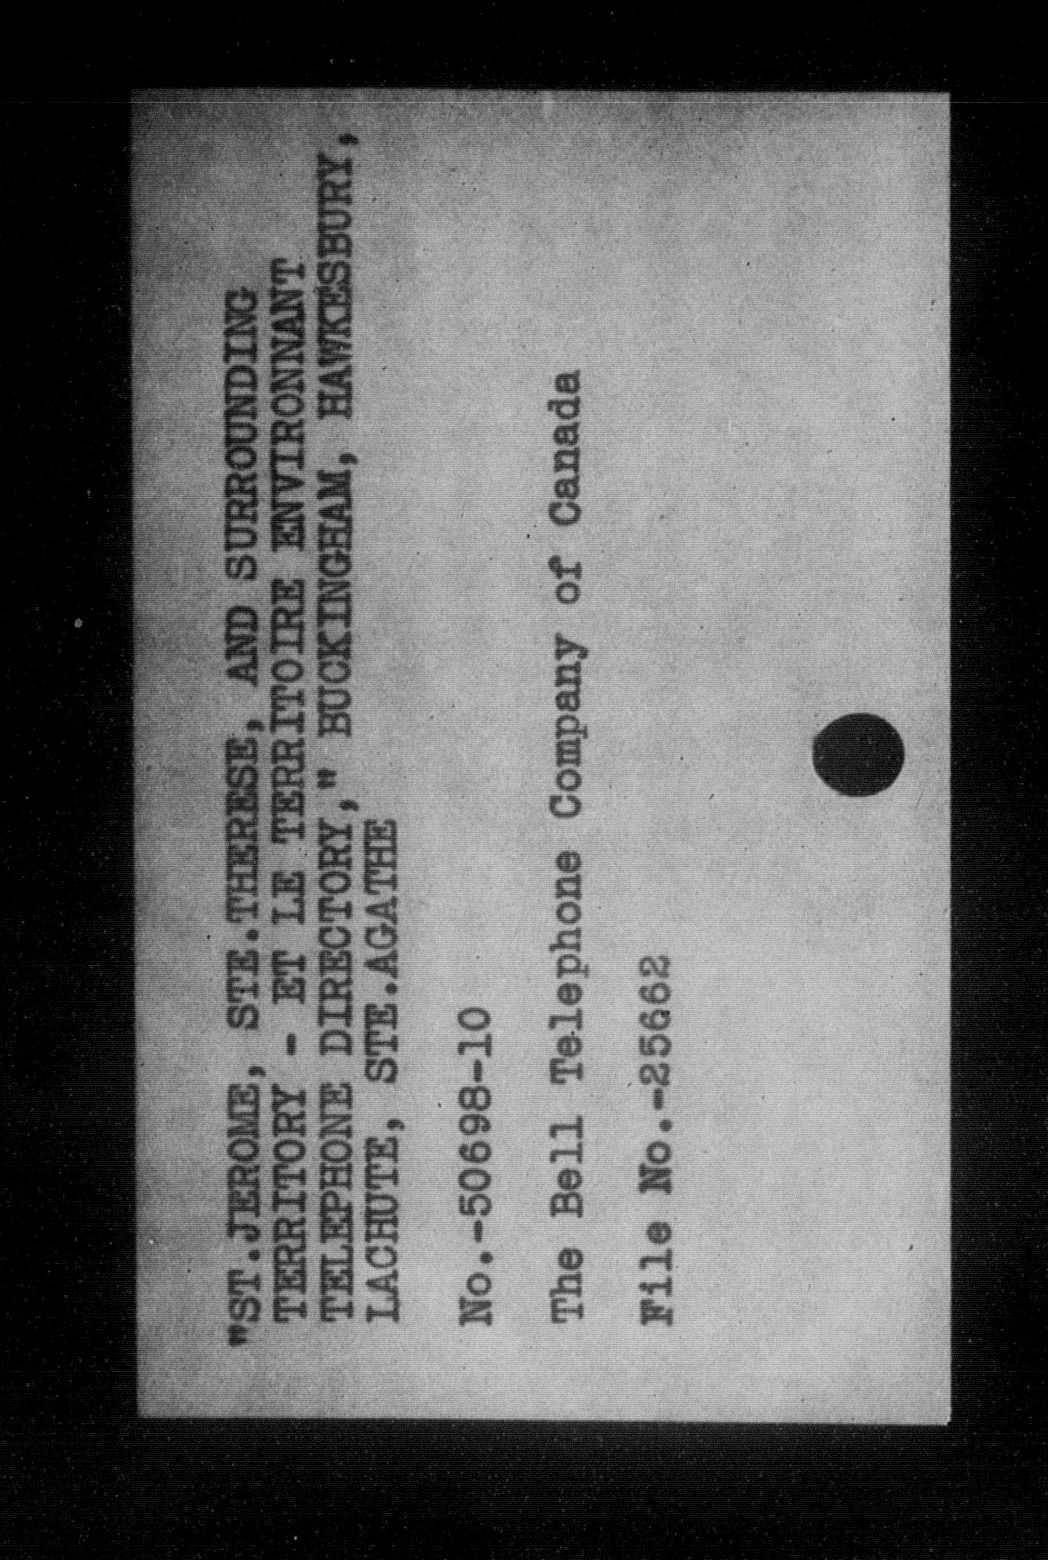 "ST.JEROME, STE.THERESE, AND SURROUNDING
TERRITORY - ET LE TERRITOIRE ENVIRONNANT
TELEPHONE DIRECTORY," BUCKINGHAM, HAWKESBURY,
LACHUTE, STE.AGATHE
No.-50698-10
The Bell Telephone Company of Canada
File No.-25662